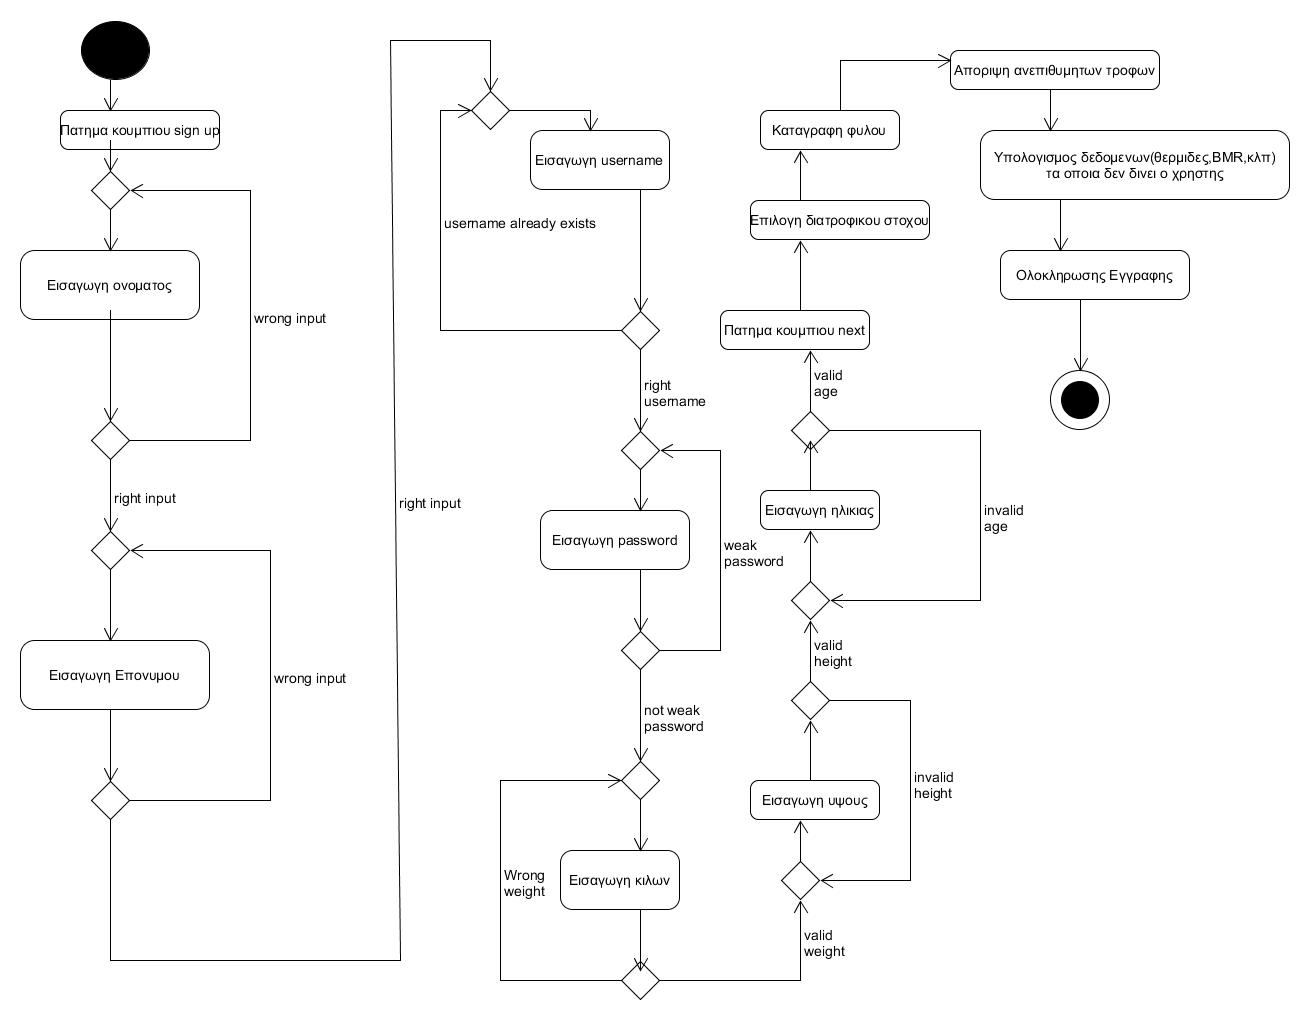 Πατημα κουμπιου sign up
Εισαγωγη ονοματος
wrong input
right input
Εισαγωγη Επονυμου
wrong input
right input
Εισαγωγη username
username already exists
right
username
Εισαγωγη password
weak
password
not weak
password
Εισαγωγη κιλων
Wrong
weight
valid
weight
Εισαγωγη υψους
invalid
height
valid
height
Εισαγωγη ηλικιας
invalid
age
valid
age
Πατημα κουμπιου next
Επιλογη διατροφικου στοχου
Καταγραφη φυλου
Αποριψη ανεπιθυμητων τροφων
Υπολογισμος δεδομενων(θερμιδες,BMR,κλπ)
τα οποια δεν δινει ο χρηστης
Ολοκληρωσης Εγγραφης